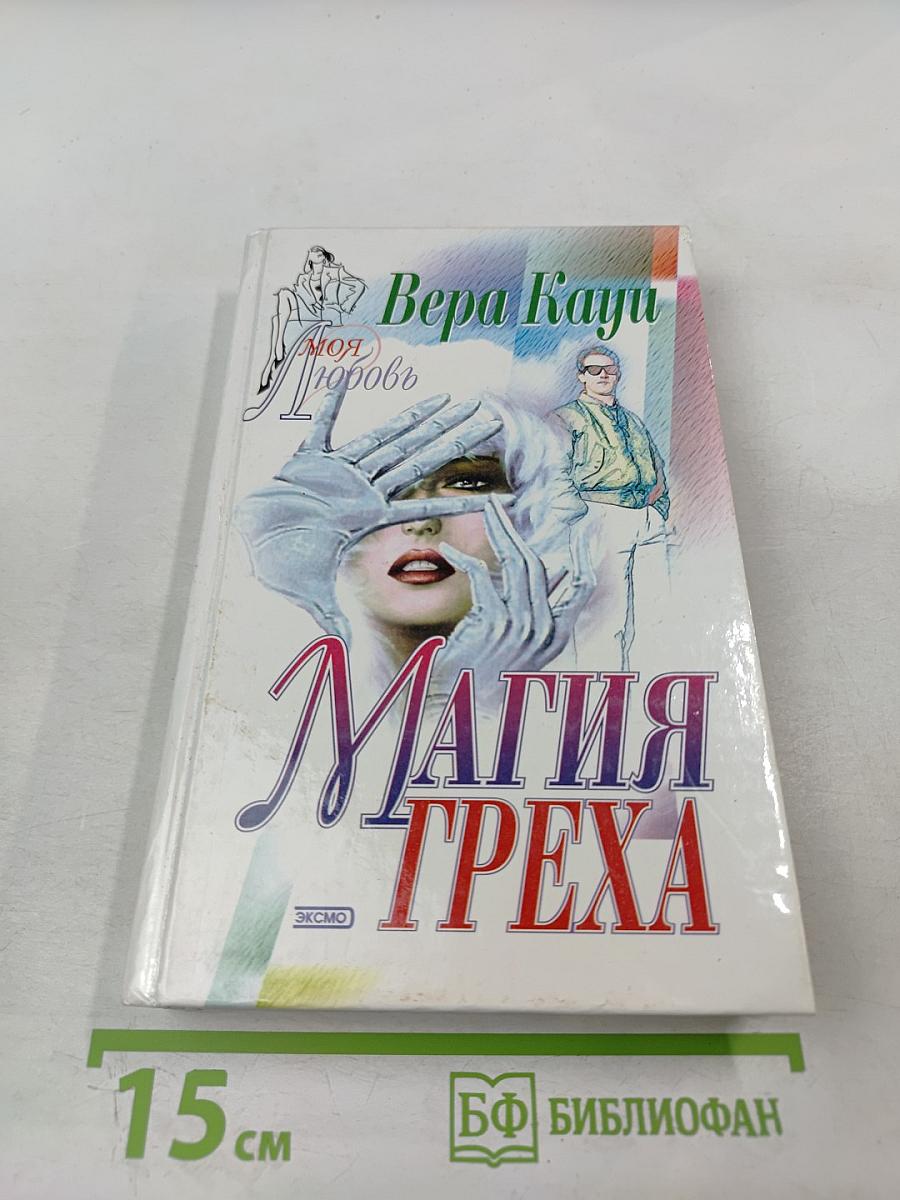 Вера Кауи
Моя
Любовь
Магия
Греха
ЭКСМО
15 см
БФ БИБЛИОФАН